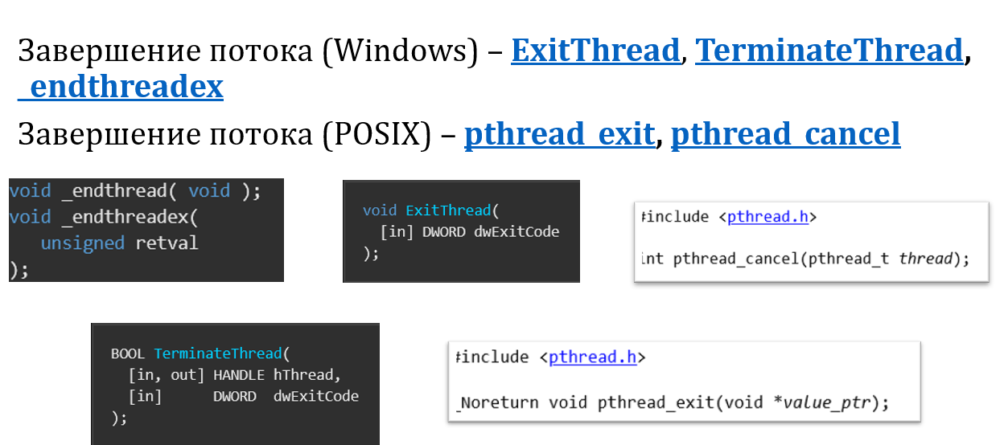 Завершение потока (Windows) – ExitThread, TerminateThread,
_endthreadex
Завершение потока (POSIX) – pthread_exit, pthread_cancel
void _endthread( void );
void _endthreadex(
unsigned retval
);
void ExitThread(
[in] DWORD dwExitCode
);
#include <pthread.h>
int pthread_cancel(pthread_t thread);
BOOL TerminateThread(
[in, out] HANDLE hThread,
[in] DWORD dwExitCode
);
#include <pthread.h>
_Noreturn void pthread_exit(void *value_ptr);